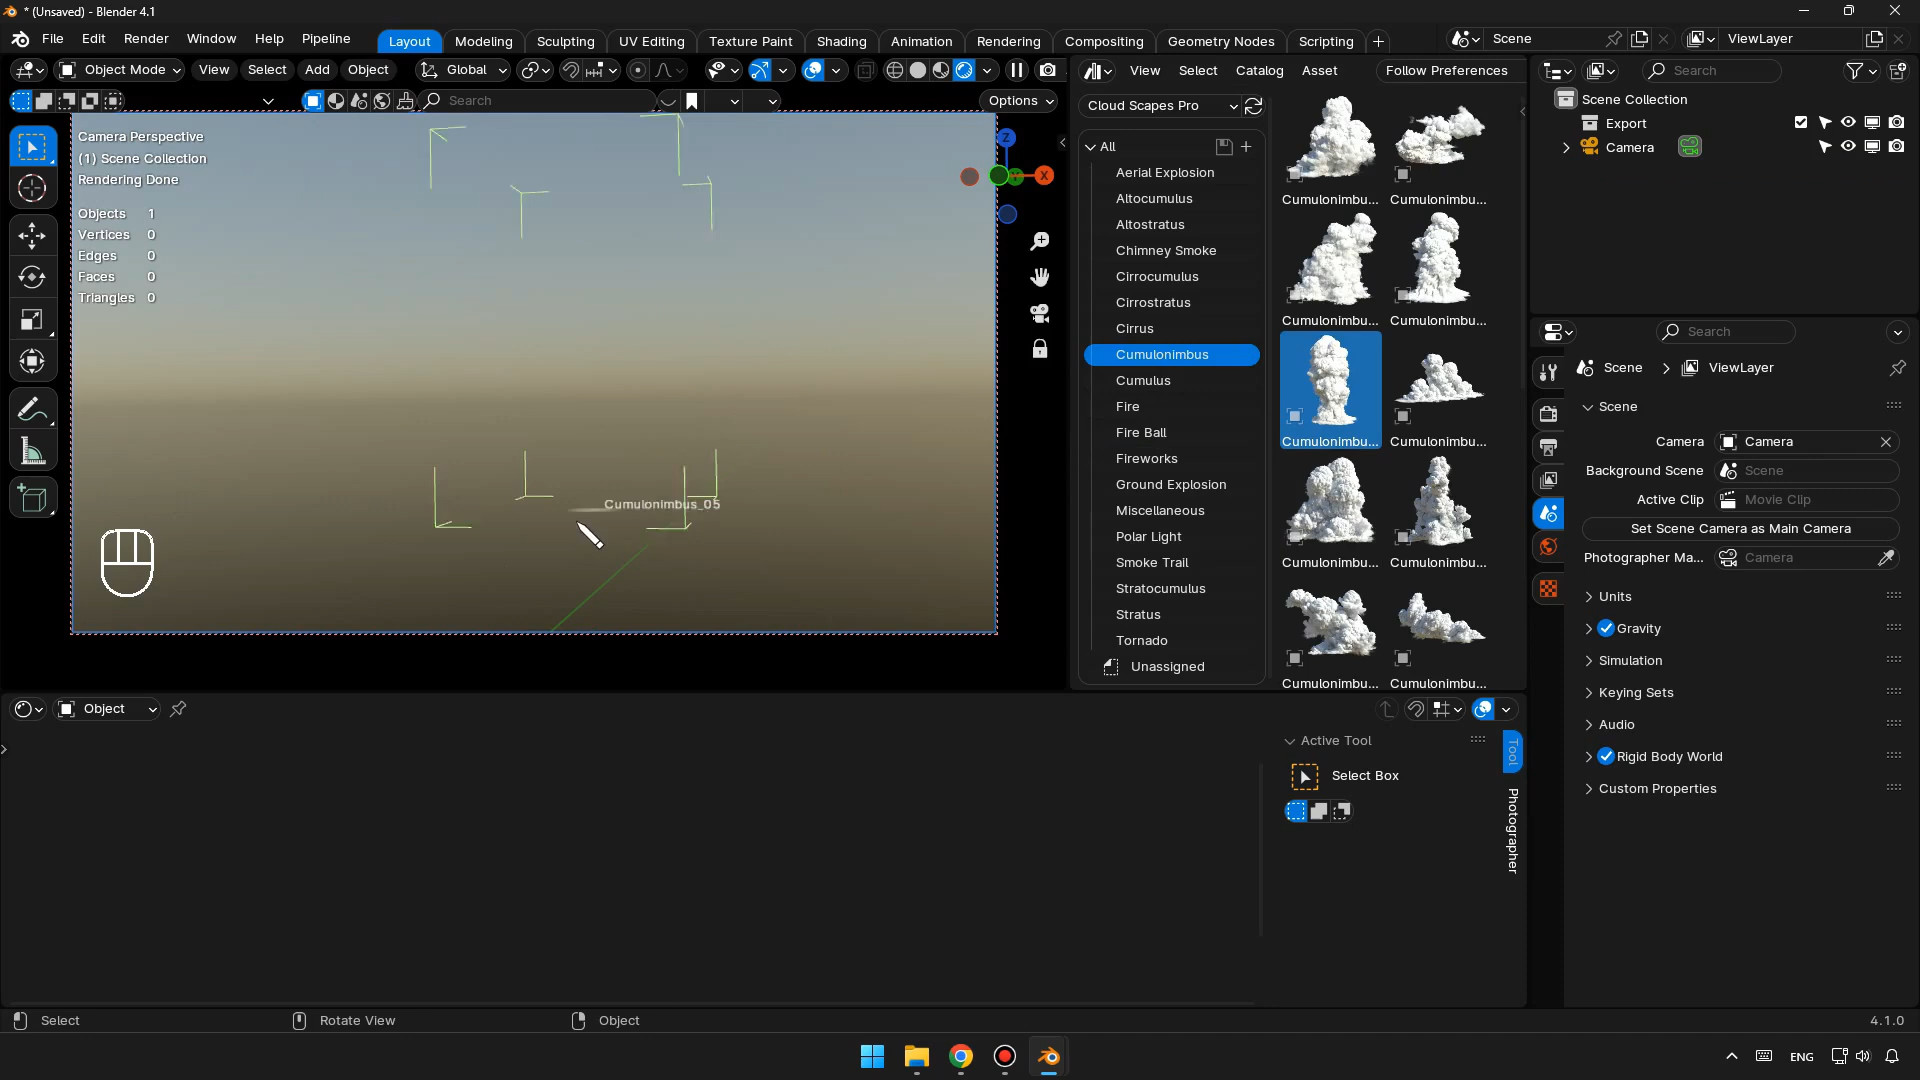 * (Unsaved) - Blender 4.1
File Edit Render Window Help Pipeline Layout Modeling Sculpting UV Editing Texture Paint Shading Animation Rendering Compositing Geometry Nodes Scripting Scene ViewLayer
Object Mode View Select Add Object Global View Select Catalog Asset Follow Preferences Search
Search Options
Camera Perspective
(1) Scene Collection
Rendering Done
Objects 1
Vertices 0
Edges 0
Faces 0
Triangles 0
Z
Y
X
Cumulonimbus_05
Cloud Scapes Pro
All
Aerial Explosion
Altocumulus
Altostratus
Chimney Smoke
Cirrocumulus
Cirrostratus
Cirrus
Cumulonimbus
Cumulus
Fire
Fire Ball
Fireworks
Ground Explosion
Miscellaneous
Polar Light
Smoke Trail
Stratocumulus
Stratus
Tornado
Unassigned
Cumulonimbu... Cumulonimbu...
Cumulonimbu... Cumulonimbu...
Cumulonimbu... Cumulonimbu...
Cumulonimbu... Cumulonimbu...
Cumulonimbu... Cumulonimbu...
Scene Collection
Export
Camera
Search
Scene ViewLayer
Scene
Camera Camera
Background Scene Scene
Active Clip Movie Clip
Set Scene Camera as Main Camera
Photographer Ma... Camera
Units
Gravity
Simulation
Keying Sets
Audio
Rigid Body World
Custom Properties
Object
Active Tool
Select Box
Tool
Photographer
Select Rotate View Object 4.1.0
ENG